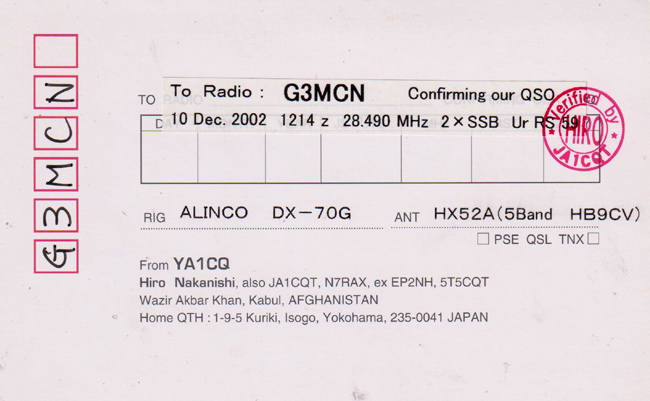 G3MCN
To Radio : G3MCN Confirming our QSO
TO RADIO
10 Dec. 2002 1214 z 28.490 MHz 2×SSB Ur RS 59
Verified by
HIRO
★ JA1CQT ★
RIG ALINCO DX-70G ANT HX52A(5Band HB9CV)
□ PSE QSL TNX □
From YA1CQ
Hiro Nakanishi, also JA1CQT, N7RAX, ex EP2NH, 5T5CQT
Wazir Akbar Khan, Kabul, AFGHANISTAN
Home QTH : 1-9-5 Kuriki, Isogo, Yokohama, 235-0041 JAPAN